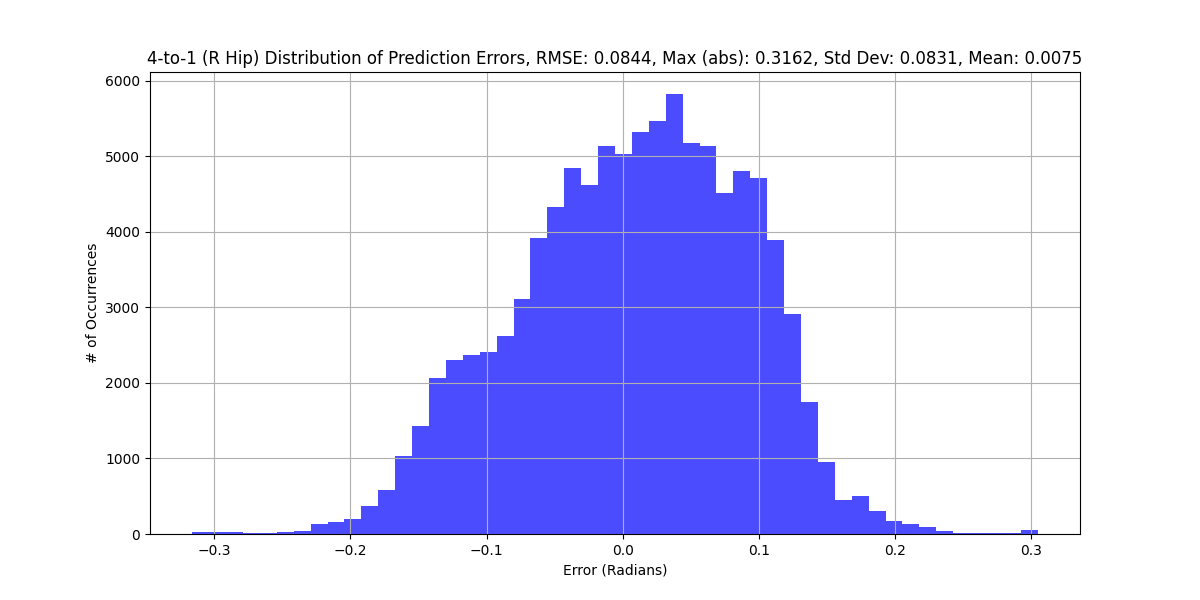 4-to-1 (R Hip) Distribution of Prediction Errors, RMSE: 0.0844, Max (abs): 0.3162, Std Dev: 0.0831, Mean: 0.0075
6000
5000
4000
3000
2000
1000
0
# of Occurrences
−0.3 −0.2 −0.1 0.0 0.1 0.2 0.3
Error (Radians)